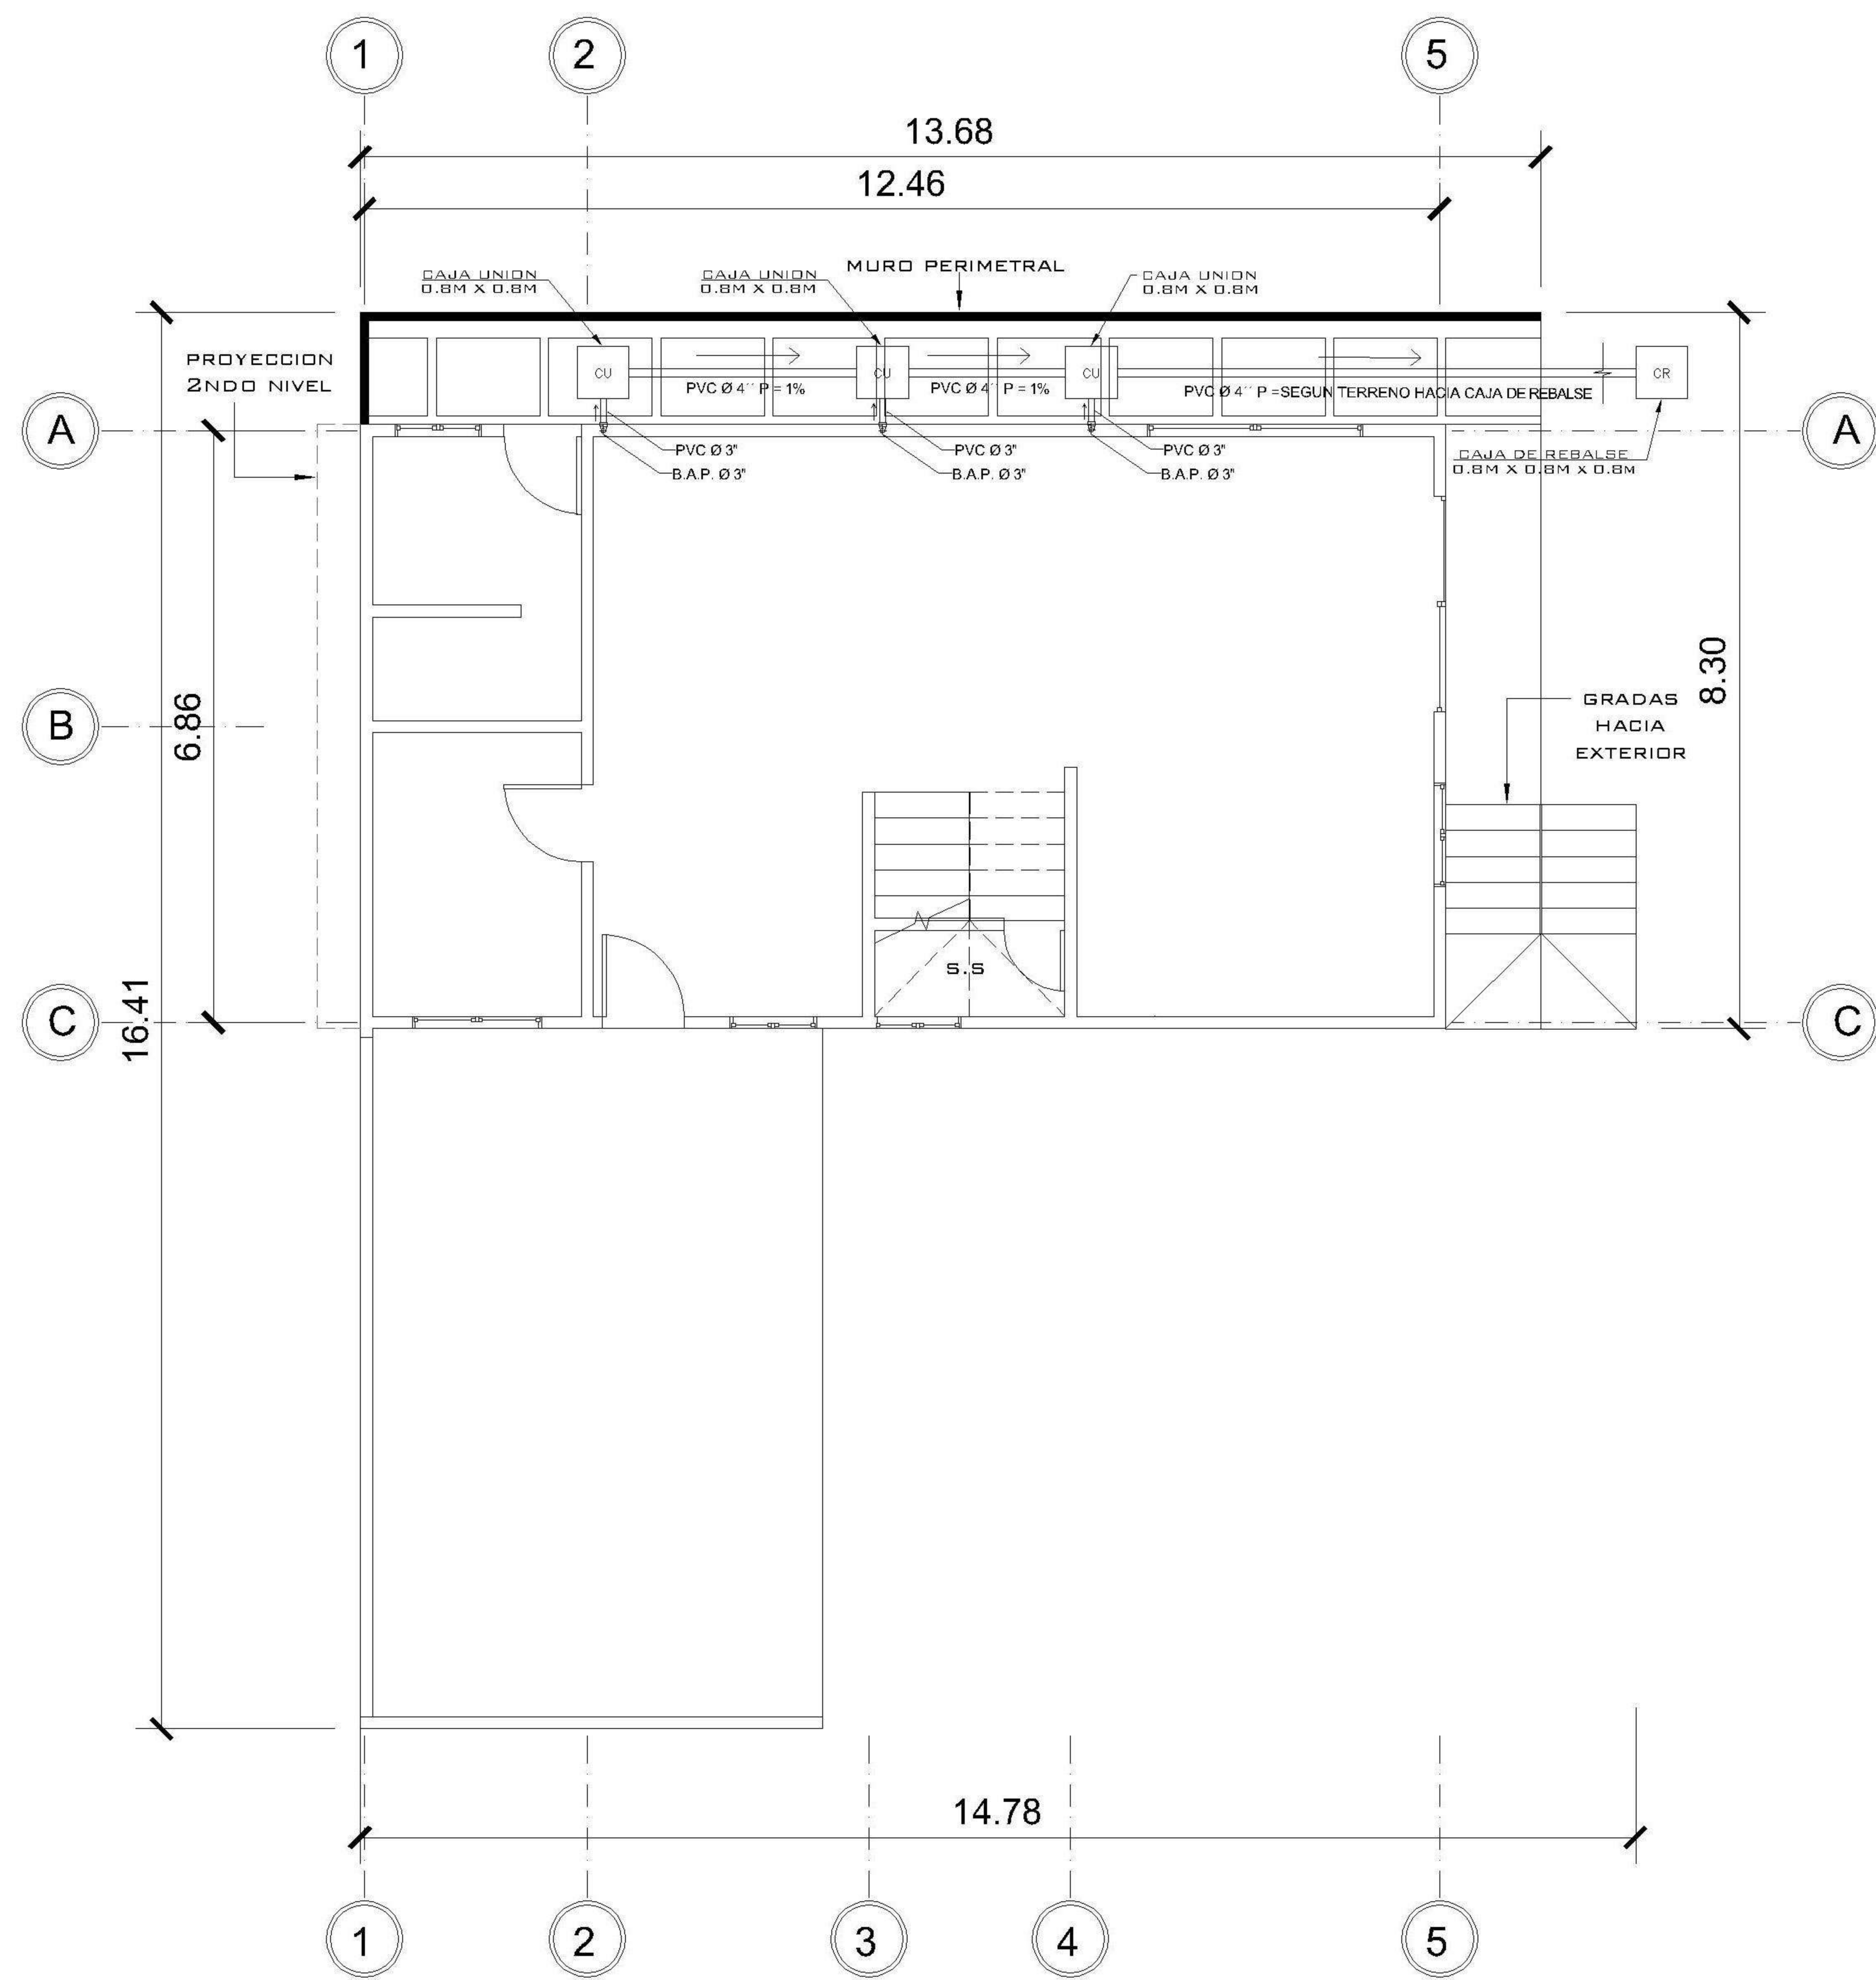 1
2
5
13.68
12.46
MURO PERIMETRAL
CAJA UNION
0.8M X 0.8M
CAJA UNION
0.8M X 0.8M
CAJA UNION
0.8M X 0.8M
PROYECCION
2NDO NIVEL
CU
CU
CU
CR
PVC Ø 4´´ P = 1%
PVC Ø 4´´ P = 1%
PVC Ø 4´´ P =SEGUN TERRENO HACIA CAJA DE REBALSE
A
A
PVC Ø 3"
B.A.P. Ø 3"
PVC Ø 3"
B.A.P. Ø 3"
PVC Ø 3"
B.A.P. Ø 3"
CAJA DE REBALSE
0.8M X 0.8M X 0.8M
8.30
6.86
B
GRADAS
HACIA
EXTERIOR
S.S
16.41
C
C
14.78
1
2
3
4
5